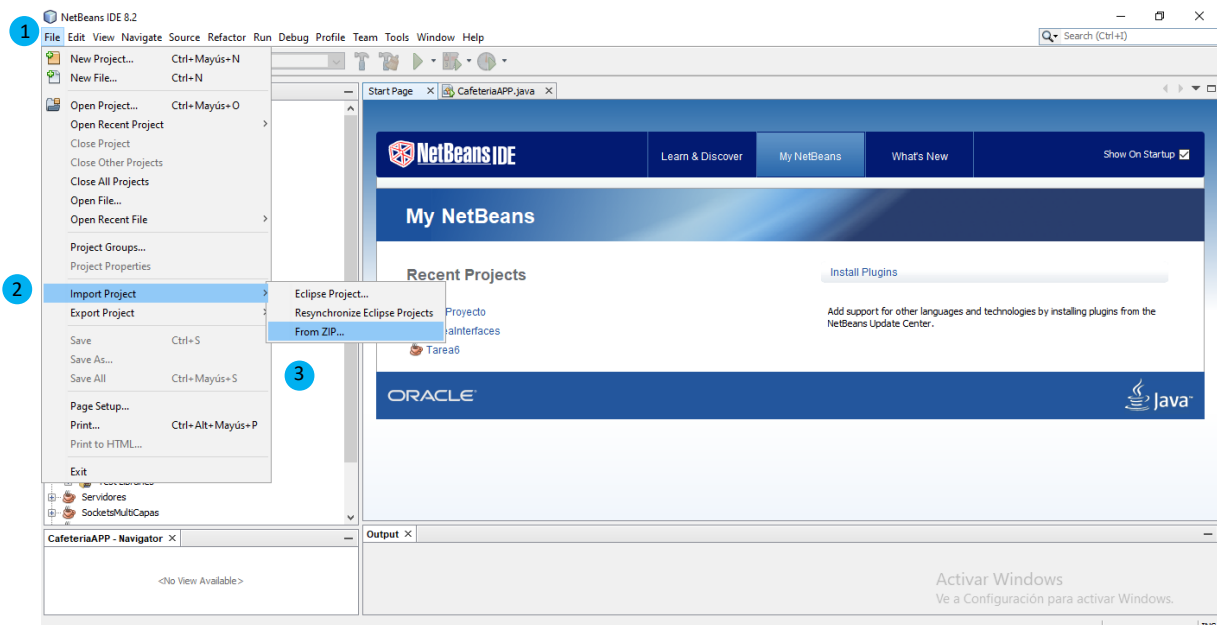 NetBeans IDE 8.2
1
File Edit View Navigate Source Refactor Run Debug Profile Team Tools Window Help
Search (Ctrl+I)
New Project... Ctrl+Mayús+N
New File... Ctrl+N
Open Project... Ctrl+Mayús+O
Open Recent Project
Close Project
Close Other Projects
Close All Projects
Open File...
Open Recent File
Project Groups...
Project Properties
2
Import Project
Export Project
Save Ctrl+S
Save As...
Save All Ctrl+Mayús+S
Page Setup...
Print... Ctrl+Alt+Mayús+P
Print to HTML...
Exit
Eclipse Project...
Resynchronize Eclipse Projects
From ZIP...
3
Start Page
CafeteriaAPP.java
NetBeans IDE
Learn & Discover
My NetBeans
What's New
Show On Startup
My NetBeans
Recent Projects
Proyecto
Tarea6
Install Plugins
Add support for other languages and technologies by installing plugins from the
NetBeans Update Center.
ORACLE
Java
Servidores
SocketsMultiCapas
CafeteriaAPP - Navigator
<No View Available>
Output
Activar Windows
Ve a Configuración para activar Windows.